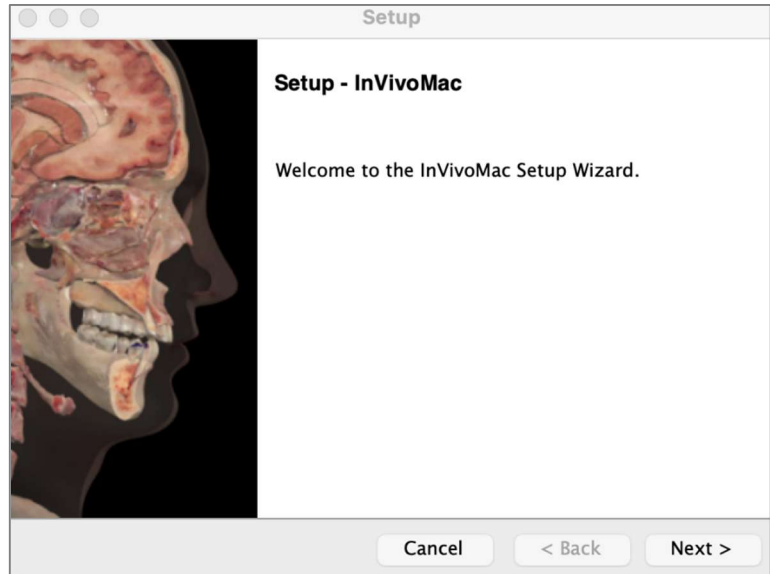 Setup
Setup - InVivoMac
Welcome to the InVivoMac Setup Wizard.
Cancel
< Back
Next >